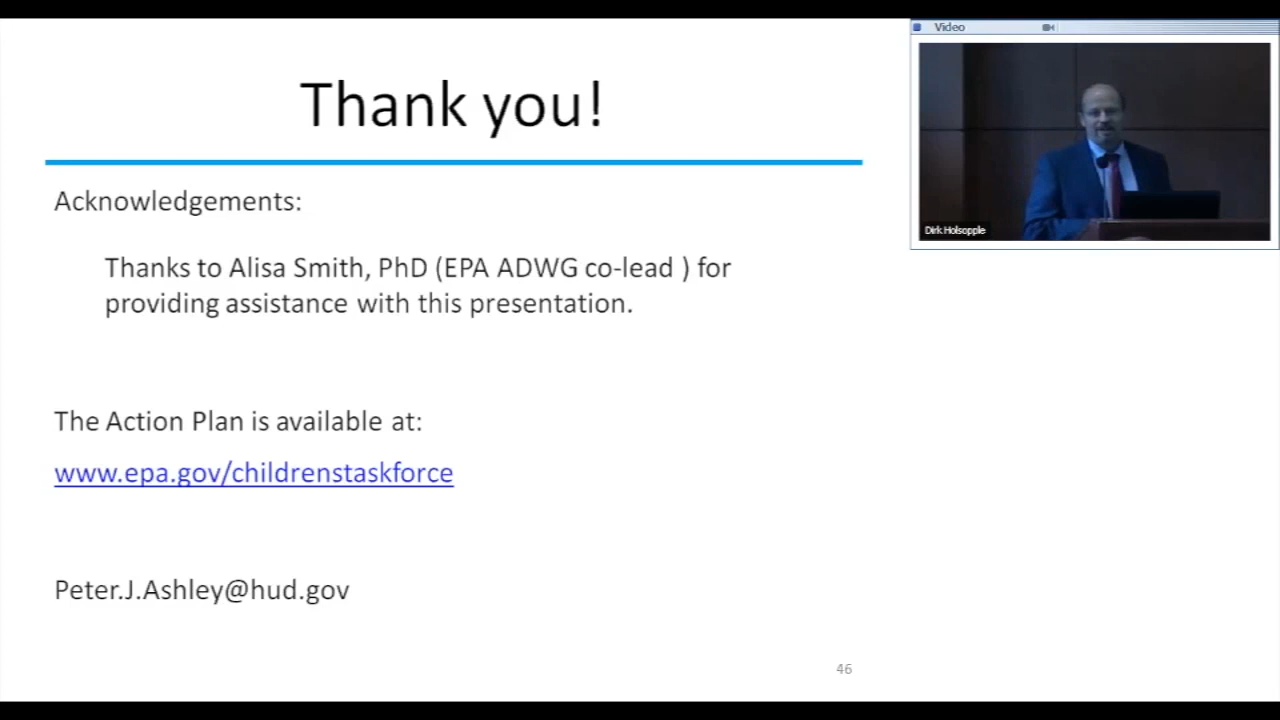 Thank you!
Acknowledgements:
Thanks to Alisa Smith, PhD (EPA ADWG co-lead ) for
providing assistance with this presentation.
The Action Plan is available at:
www.epa.gov/childrenstaskforce
Peter.J.Ashley@hud.gov
46
Video
Dirk Holsopple